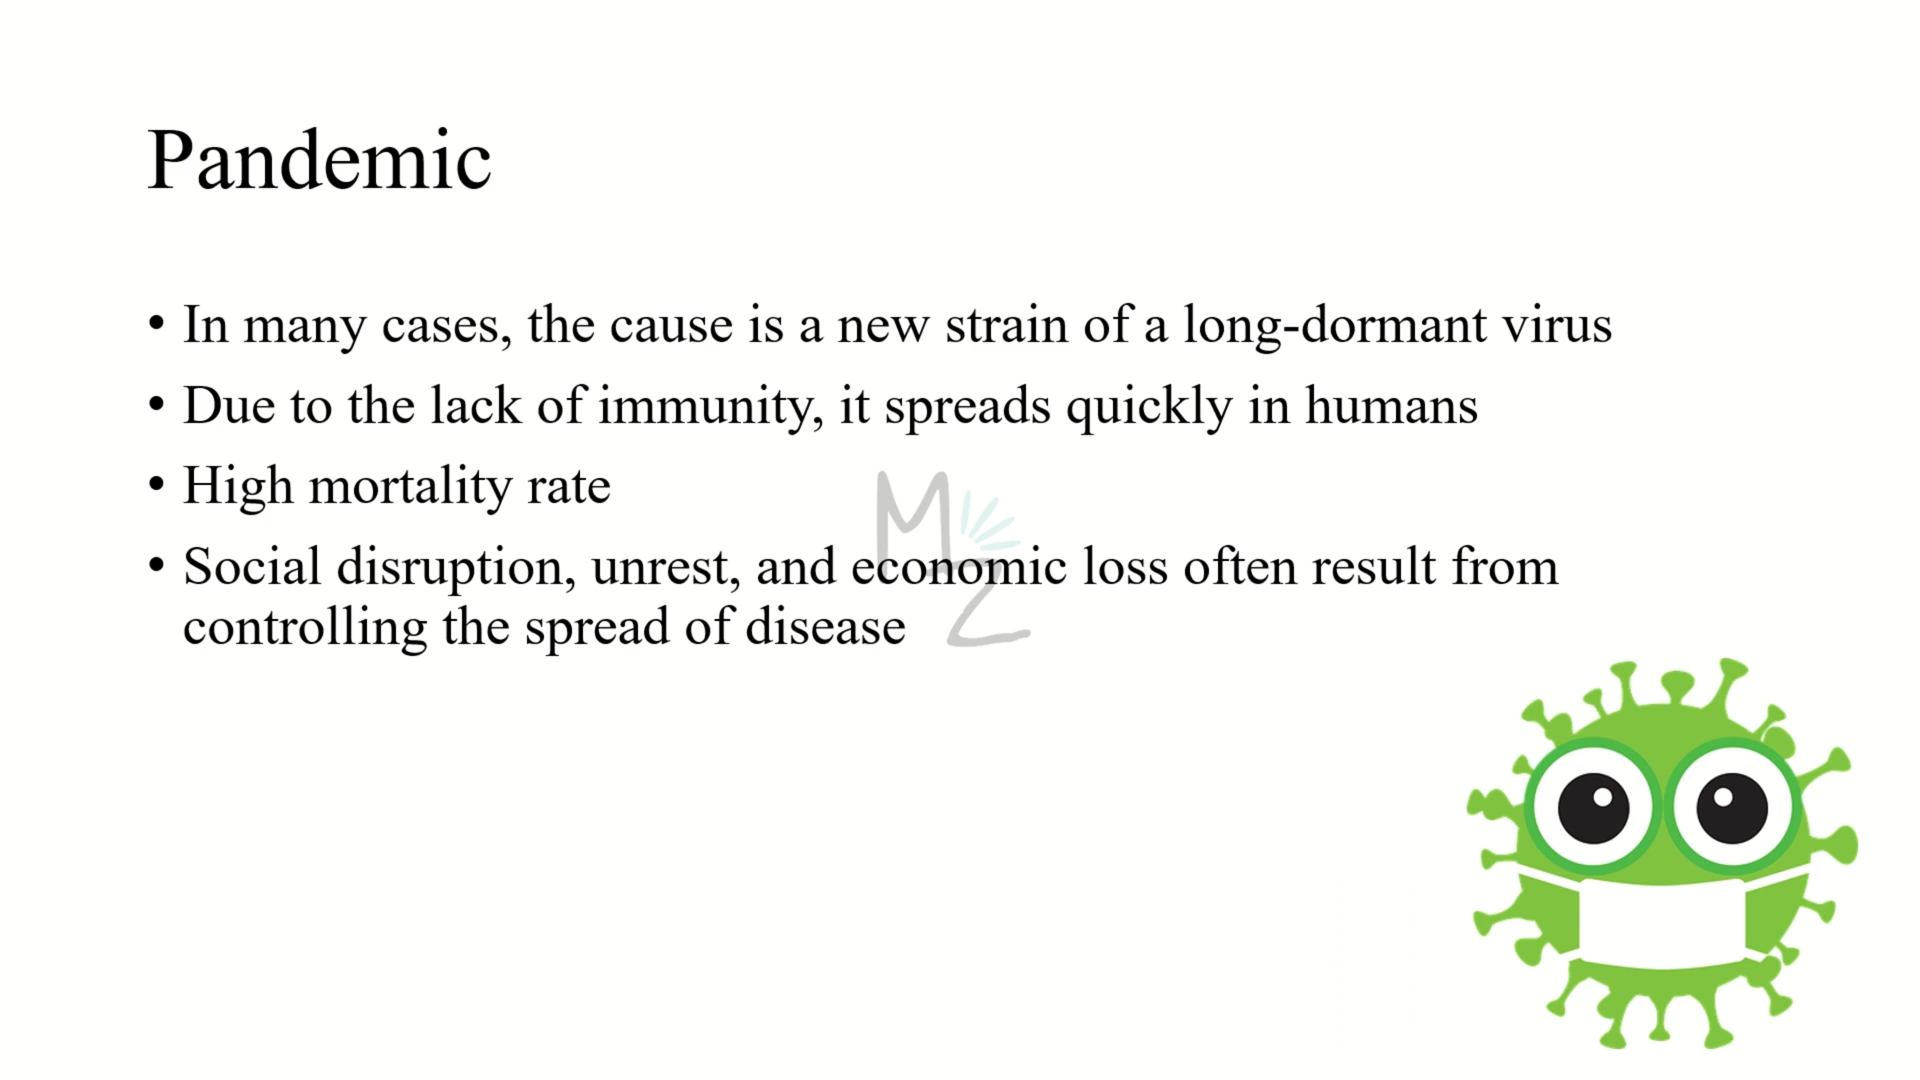 Pandemic
• In many cases, the cause is a new strain of a long-dormant virus
• Due to the lack of immunity, it spreads quickly in humans
• High mortality rate
• Social disruption, unrest, and economic loss often result from
controlling the spread of disease
MZ